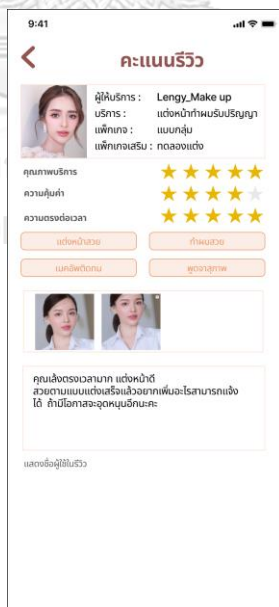 9:41
คะแนนรีวิว
ผู้ให้บริการ : Lengy_Make up
บริการ : แต่งหน้าทำผมรับปริญญา
แพ็กเกจ : แบบกลุ่ม
แพ็กเกจเสริม : ทดลองแต่ง
คุณภาพบริการ
ความคุ้มค่า
ความตรงต่อเวลา
แต่งหน้าสวย ทำผมสวย
เมคอัพติดทน พูดจาสุภาพ
คุณเล้งตรงเวลามาก แต่งหน้าดี
สวยตามแบบแต่งเสร็จแล้วอยากเพิ่มอะไรสามารถแจ้ง
ได้ ถ้ามีโอกาสจะอุดหนุนอีกนะคะ
แสดงชื่อผู้ใช้ในรีวิว